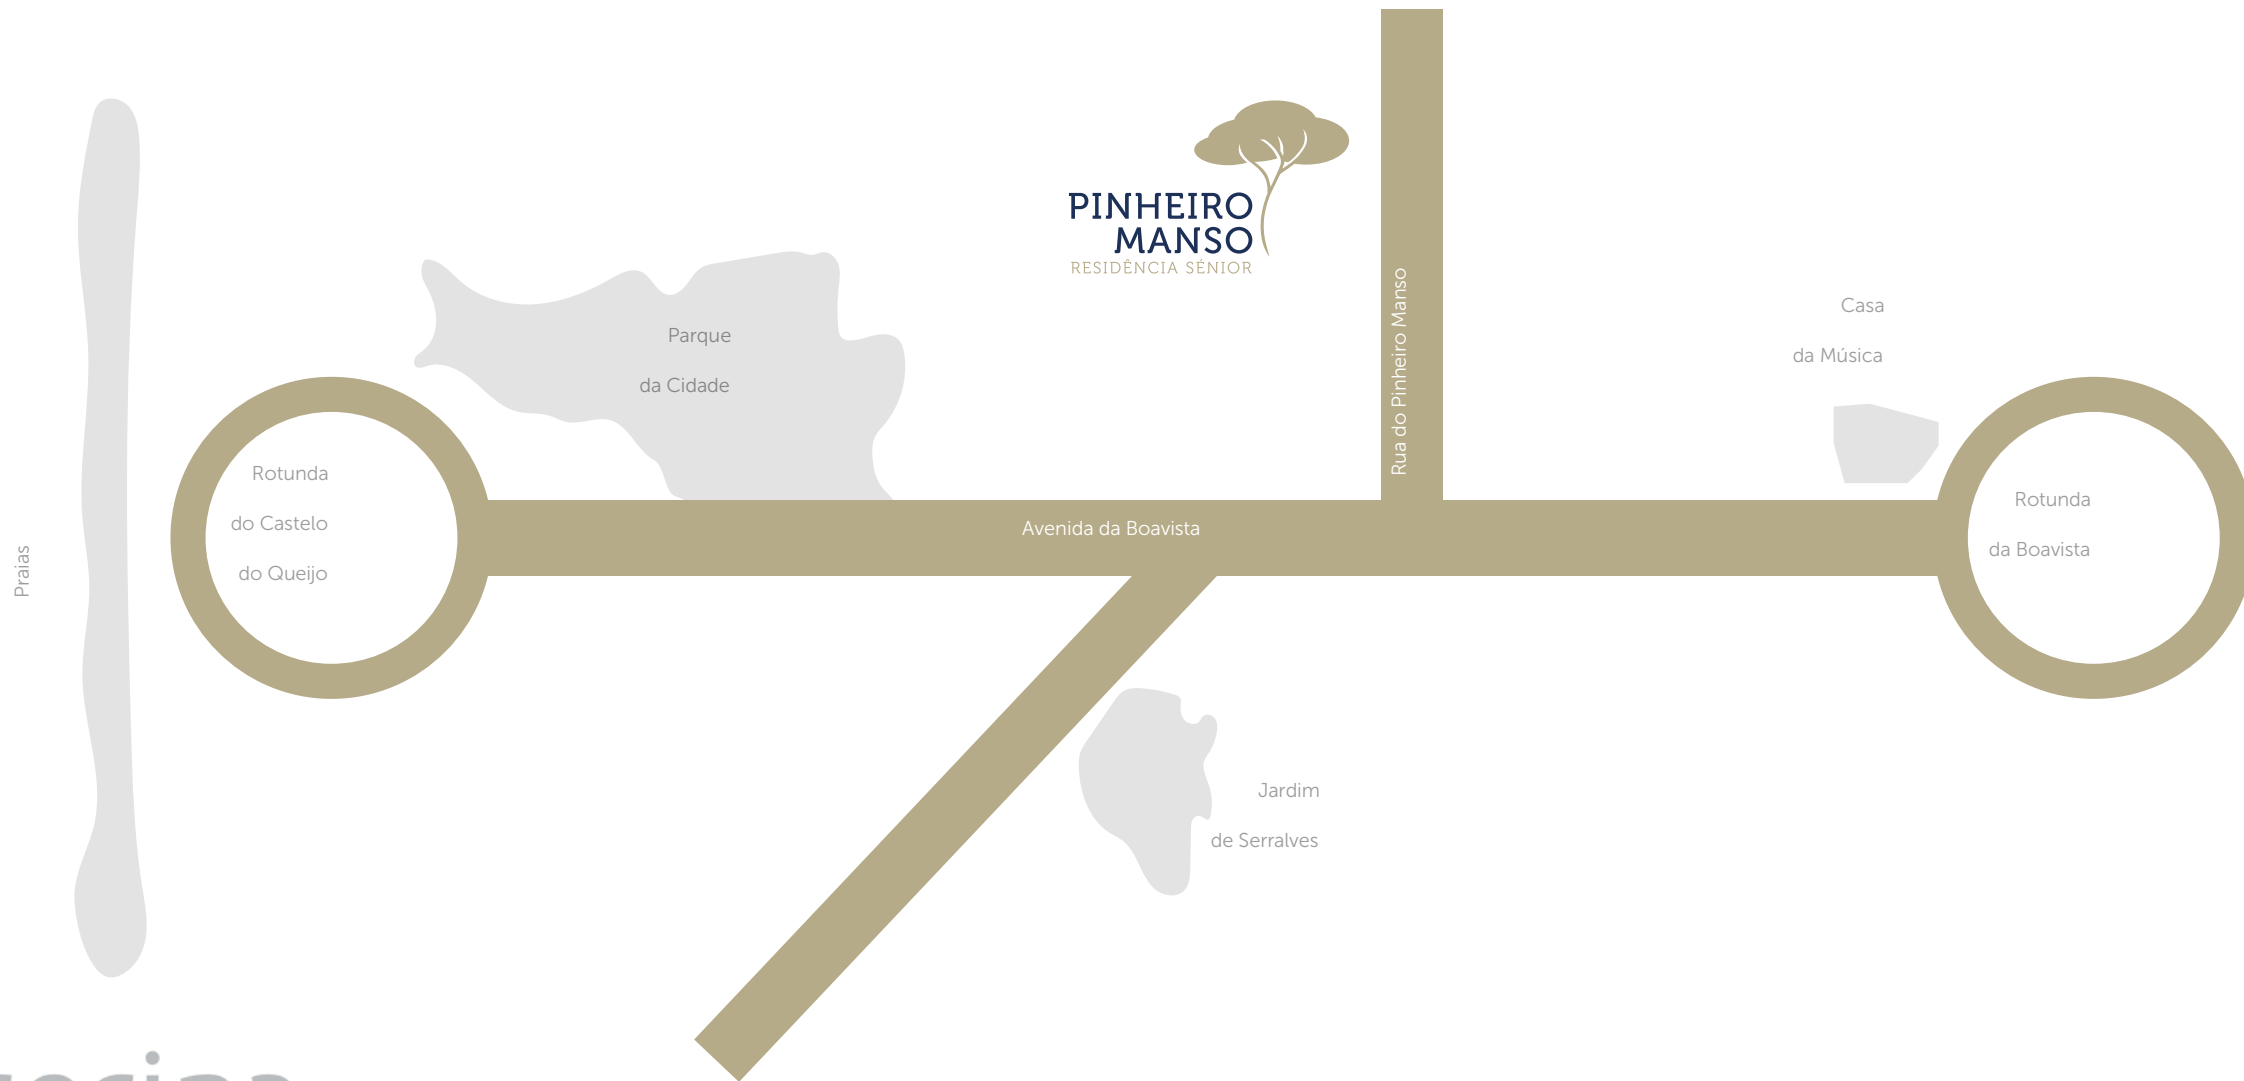 PINHEIRO
MANSO
RESIDÊNCIA SÉNIOR
Rua do Pinheiro Manso
Casa
da Música
Parque
da Cidade
Rotunda
do Castelo
do Queijo
Avenida da Boavista
Rotunda
da Boavista
Praias
Jardim
de Serralves